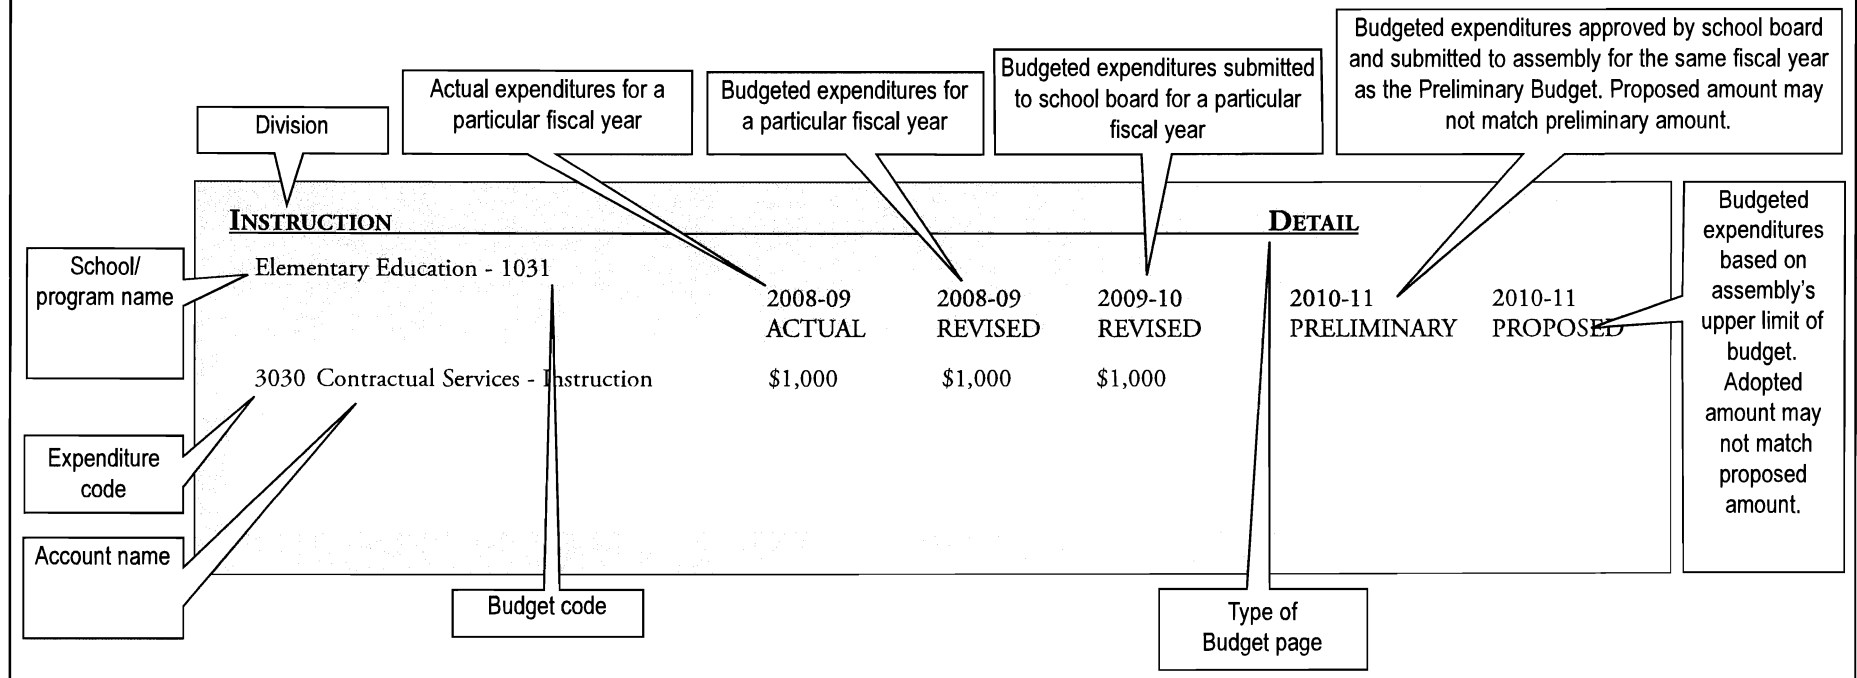 Budgeted expenditures approved by school board
and submitted to assembly for the same fiscal year
as the Preliminary Budget. Proposed amount may
not match preliminary amount.
Budgeted expenditures submitted
to school board for a particular
fiscal year
Actual expenditures for a
particular fiscal year
Budgeted expenditures for
a particular fiscal year
Division
INSTRUCTION
DETAIL
School/
program name
Elementary Education - 1031
2008-09
ACTUAL
2008-09
REVISED
2009-10
REVISED
2010-11
PRELIMINARY
2010-11
PROPOSED
3030 Contractual Services - Instruction
$1,000
$1,000
$1,000
Budgeted
expenditures
based on
assembly's
upper limit of
budget.
Adopted
amount may
not match
proposed
amount.
Expenditure
code
Account name
Budget code
Type of
Budget page